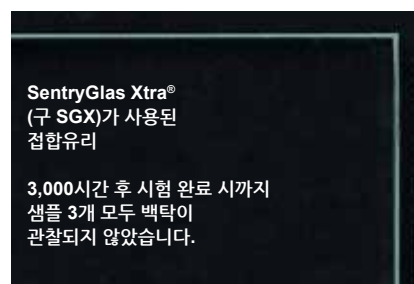 SentryGlas Xtra®
(구 SGX)가 사용된
접합유리
3,000시간 후 시험 완료 시까지
샘플 3개 모두 백탁이
관찰되지 않았습니다.